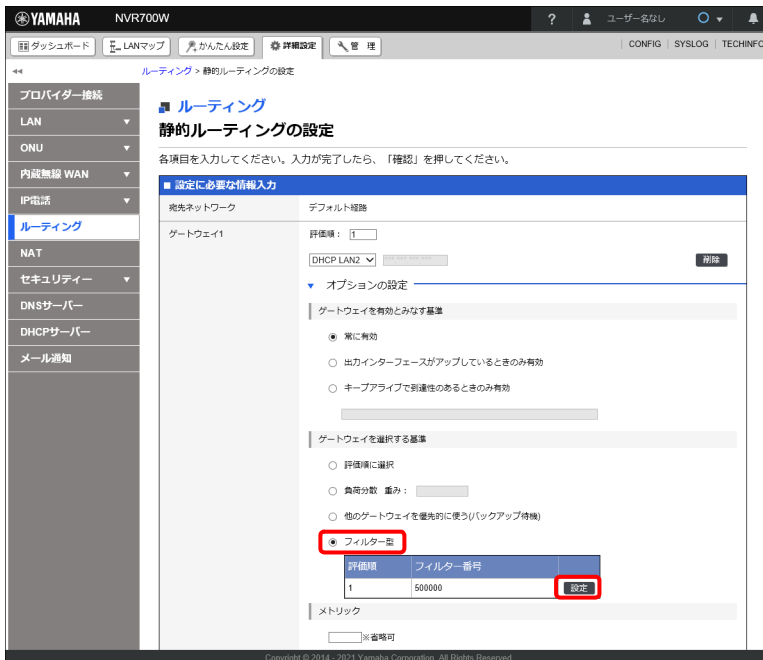 YAMAHA NVR700W ? ユーザー名なし
ダッシュボード LANマップ かんたん設定 詳細設定 管 理 CONFIG SYSLOG TECHINFO
ルーティング > 静的ルーティングの設定
プロバイダー接続
LAN
ONU
内蔵無線 WAN
IP電話
ルーティング
NAT
セキュリティー
DNSサーバー
DHCPサーバー
メール通知
ルーティング
静的ルーティングの設定
各項目を入力してください。入力が完了したら、「確認」を押してください。
設定に必要な情報入力
宛先ネットワーク デフォルト経路
ゲートウェイ1 評価順： 1
DHCP LAN2 削除
オプションの設定
ゲートウェイを有効とみなす基準
常に有効
出力インターフェースがアップしているときのみ有効
キープアライブで到達性のあるときのみ有効
ゲートウェイを選択する基準
評価順に選択
負荷分散 重み：
他のゲートウェイを優先的に使う(バックアップ待機)
フィルター型
評価順 フィルター番号
1 500000 設定
メトリック
※省略可
Copyright © 2014 - 2021 Yamaha Corporation. All Rights Reserved.